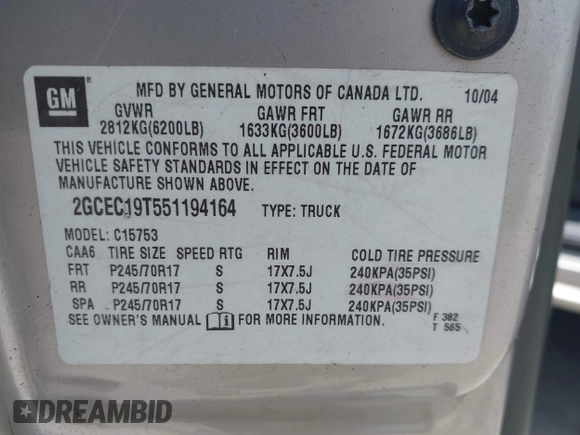 GM
MFD BY GENERAL MOTORS OF CANADA LTD. 10/04
GVWR GAWR FRT GAWR RR
2812KG(6200LB) 1633KG(3600LB) 1672KG(3686LB)
THIS VEHICLE CONFORMS TO ALL APPLICABLE U.S. FEDERAL MOTOR
VEHICLE SAFETY STANDARDS IN EFFECT ON THE DATE OF
MANUFACTURE SHOWN ABOVE.
2GCEC19T551194164 TYPE: TRUCK
MODEL: C15753
CAA6 TIRE SIZE SPEED RTG RIM COLD TIRE PRESSURE
FRT P245/70R17 S 17X7.5J 240KPA(35PSI)
RR P245/70R17 S 17X7.5J 240KPA(35PSI)
SPA P245/70R17 S 17X7.5J 240KPA(35PSI)
SEE OWNER'S MANUAL FOR MORE INFORMATION.
F 382
T 565
DREAMBID